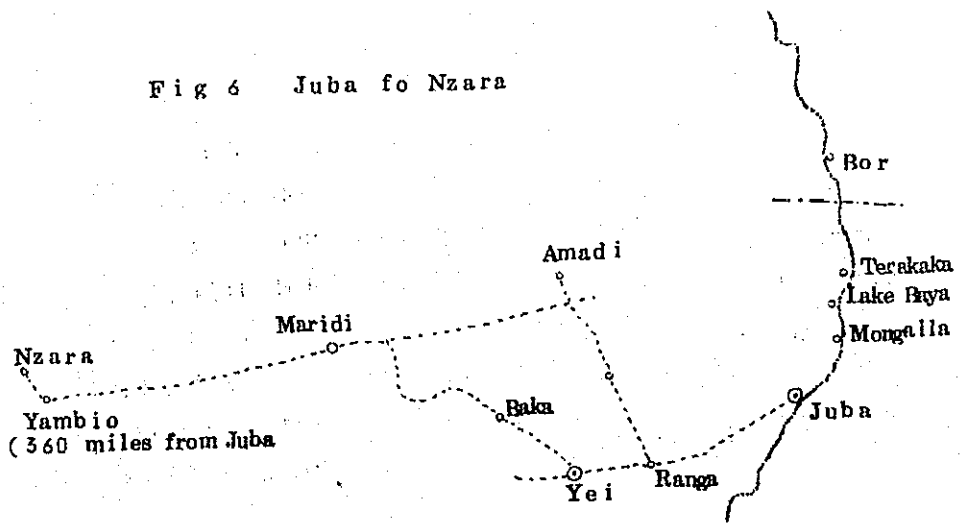 Fig 6 Juba fo Nzara
Bor
Amadi
Terakaka
Lake Buya
Maridi
Mongalla
Nzara
Baka
Juba
Yambio
(360 miles from Juba
Ranga
Yei